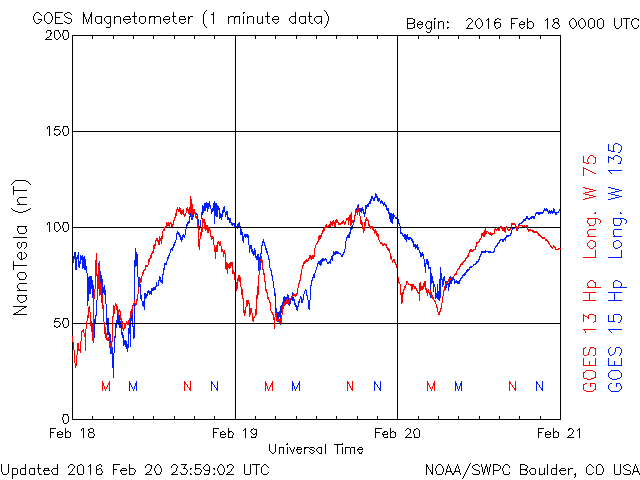 GOES Magnetometer (1 minute data)
Begin: 2016 Feb 18 0000 UTC
200
150
100
50
0
NanoTesla (nT)
M M N N M M N N M M N N
Feb 18 Feb 19 Feb 20 Feb 21
Universal Time
GOES 13 Hp Long. W 75
GOES 15 Hp Long. W 135
Updated 2016 Feb 20 23:59:02 UTC
NOAA/SWPC Boulder, CO USA